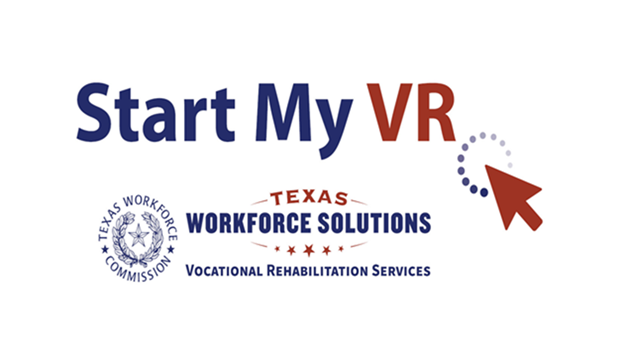 Start My VR
TEXAS WORKFORCE
COMMISSION
TEXAS
WORKFORCE SOLUTIONS
VOCATIONAL REHABILITATION SERVICES